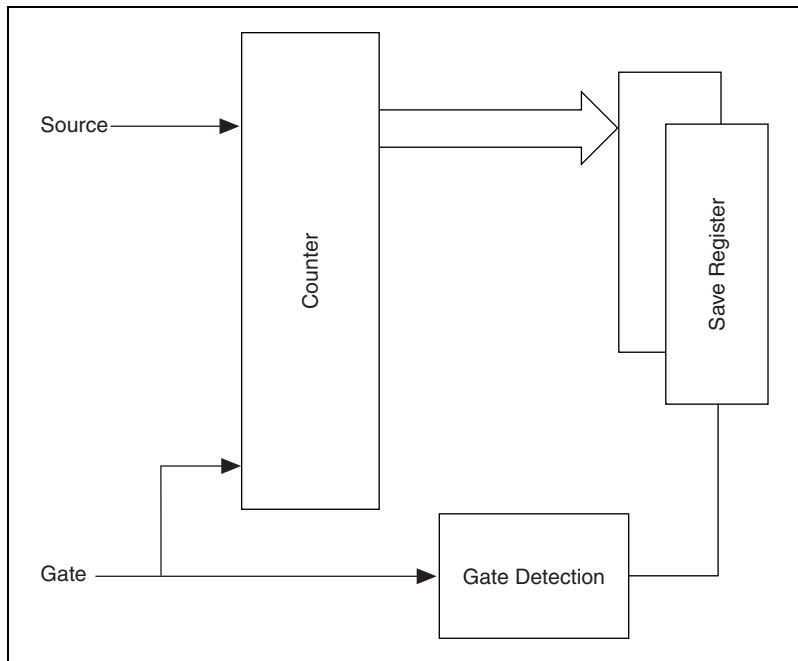 Source
Counter
Save Register
Gate
Gate Detection